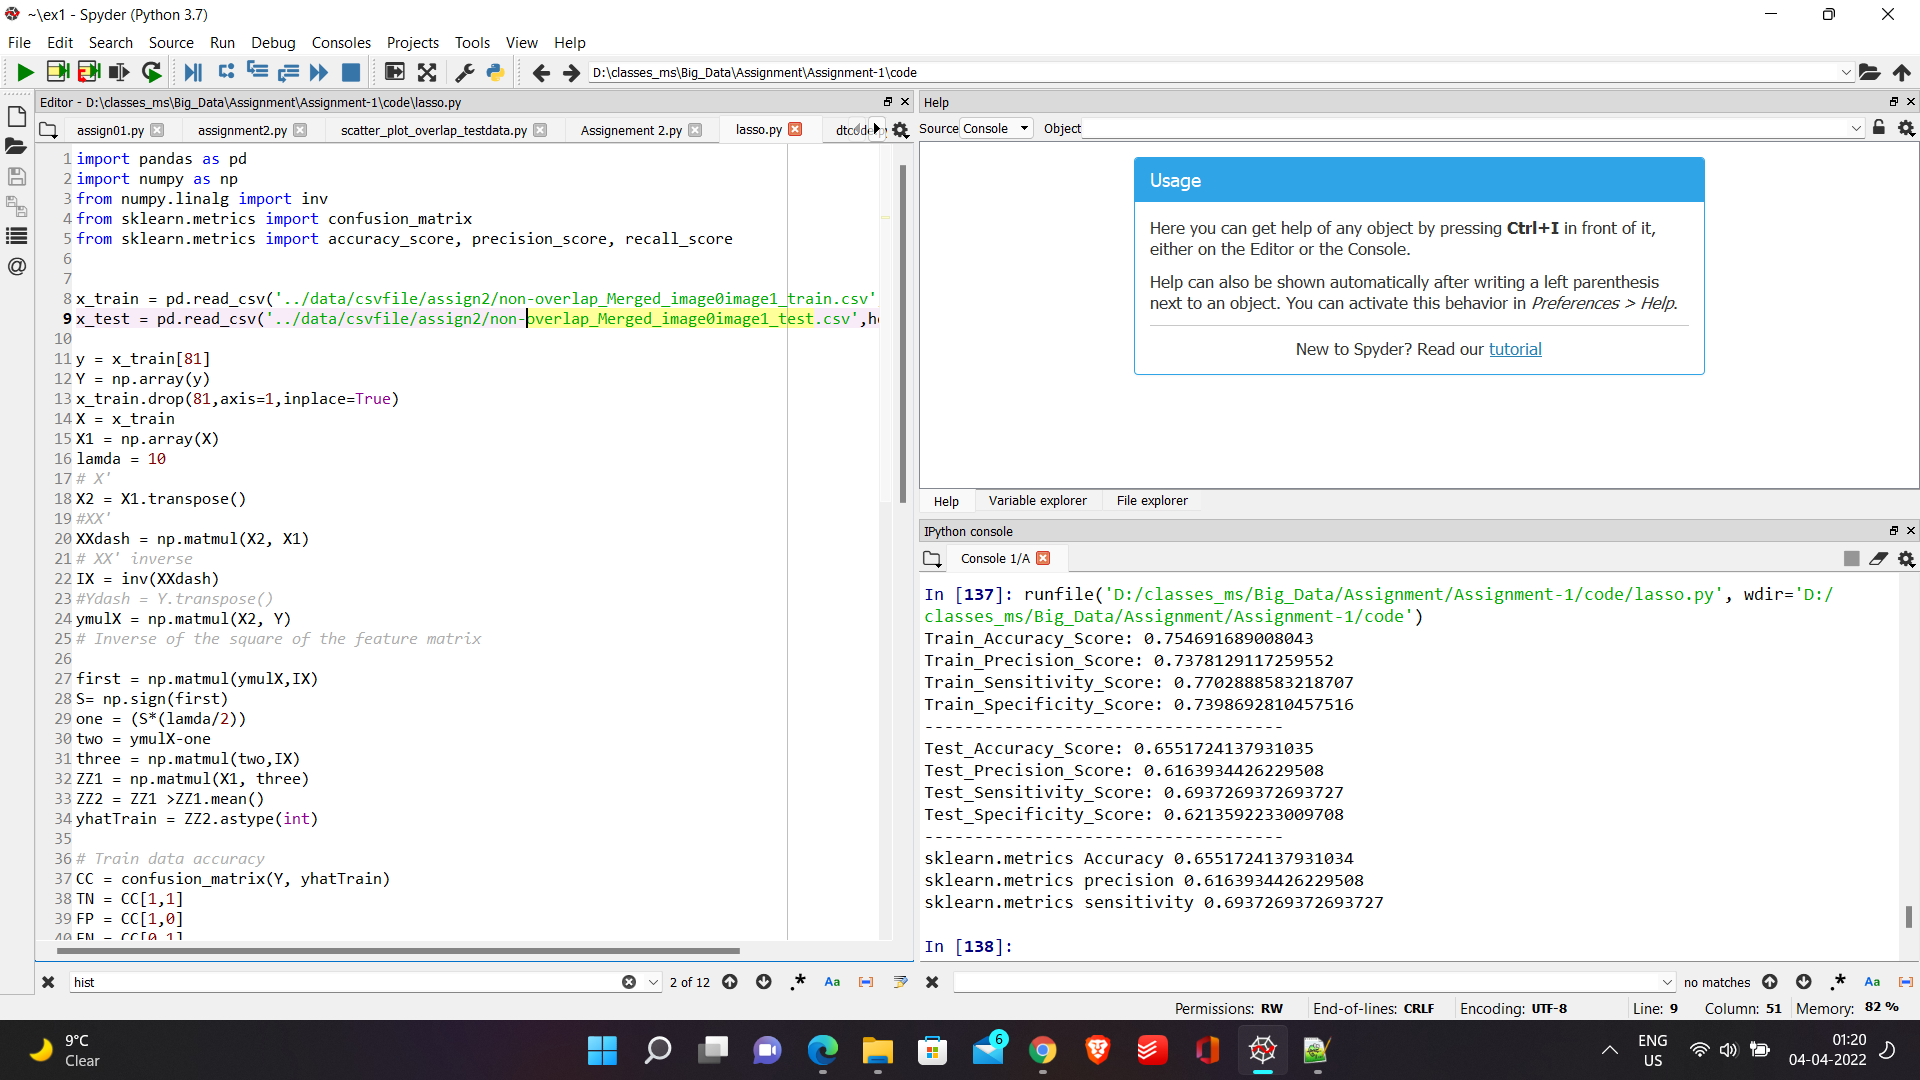 ~\ex1 - Spyder (Python 3.7)
File Edit Search Source Run Debug Consoles Projects Tools View Help
D:\classes_ms\Big_Data\Assignment\Assignment-1\code
Editor - D:\classes_ms\Big_Data\Assignment\Assignment-1\code\lasso.py
assign01.py assignment2.py scatter_plot_overlap_testdata.py Assignement 2.py lasso.py
1 import pandas as pd
2 import numpy as np
3 from numpy.linalg import inv
4 from sklearn.metrics import confusion_matrix
5 from sklearn.metrics import accuracy_score, precision_score, recall_score
6
7
8 x_train = pd.read_csv('../data/csvfile/assign2/non-overlap_Merged_image0image1_train.csv'
9 x_test = pd.read_csv('../data/csvfile/assign2/non-overlap_Merged_image0image1_test.csv',he
10
11 y = x_train[81]
12 Y = np.array(y)
13 x_train.drop(81,axis=1,inplace=True)
14 X = x_train
15 X1 = np.array(X)
16 lamda = 10
17 # X'
18 X2 = X1.transpose()
19 #XX'
20 XXdash = np.matmul(X2, X1)
21 # XX' inverse
22 IX = inv(XXdash)
23 #Ydash = Y.transpose()
24 ymulX = np.matmul(X2, Y)
25 # Inverse of the square of the feature matrix
26
27 first = np.matmul(ymulX,IX)
28 S= np.sign(first)
29 one = (S*(lamda/2))
30 two = ymulX-one
31 three = np.matmul(two,IX)
32 ZZ1 = np.matmul(X1, three)
33 ZZ2 = ZZ1 >ZZ1.mean()
34 yhatTrain = ZZ2.astype(int)
35
36 # Train data accuracy
37 CC = confusion_matrix(Y, yhatTrain)
38 TN = CC[1,1]
39 FP = CC[1,0]
40 FN = CC[0,1]
hist 2 of 12 Aa
Help
Source Console Object
Usage
Here you can get help of any object by pressing Ctrl+I in front of it,
either on the Editor or the Console.
Help can also be shown automatically after writing a left parenthesis
next to an object. You can activate this behavior in Preferences > Help.
New to Spyder? Read our tutorial
Help Variable explorer File explorer
IPython console
Console 1/A
In [137]: runfile('D:/classes_ms/Big_Data/Assignment/Assignment-1/code/lasso.py', wdir='D:/
classes_ms/Big_Data/Assignment/Assignment-1/code')
Train_Accuracy_Score: 0.754691689008043
Train_Precision_Score: 0.7378129117259552
Train_Sensitivity_Score: 0.7702888583218707
Train_Specificity_Score: 0.7398692810457516
------------------------------------
Test_Accuracy_Score: 0.6551724137931035
Test_Precision_Score: 0.6163934426229508
Test_Sensitivity_Score: 0.6937269372693727
Test_Specificity_Score: 0.6213592233009708
------------------------------------
sklearn.metrics Accuracy 0.6551724137931034
sklearn.metrics precision 0.6163934426229508
sklearn.metrics sensitivity 0.6937269372693727
In [138]:
no matches Aa
Permissions: RW End-of-lines: CRLF Encoding: UTF-8 Line: 9 Column: 51 Memory: 82 %
9°C
Clear
6
ENG
US
01:20
04-04-2022